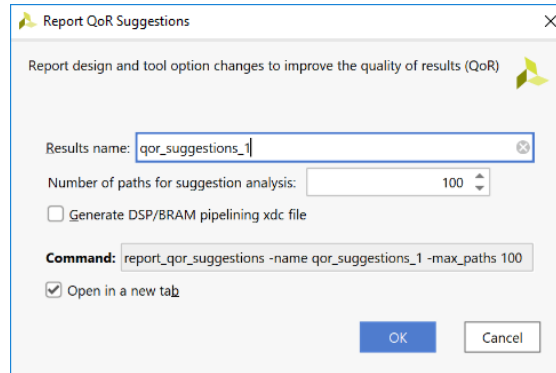 Report QoR Suggestions
Report design and tool option changes to improve the quality of results (QoR)
Results name: qor_suggestions_1
Number of paths for suggestion analysis: 100
Generate DSP/BRAM pipelining xdc file
Command: report_qor_suggestions -name qor_suggestions_1 -max_paths 100
Open in a new tab
OK Cancel